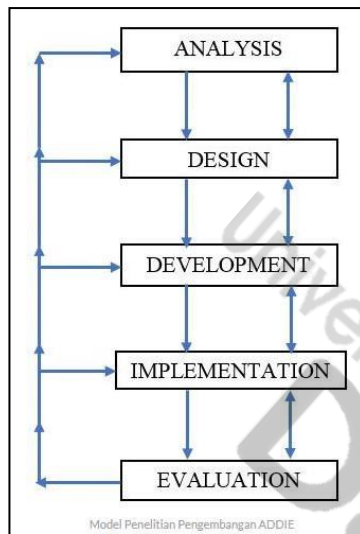 ANALYSIS
DESIGN
DEVELOPMENT
IMPLEMENTATION
EVALUATION
Model Penelitian Pengembangan ADDIE